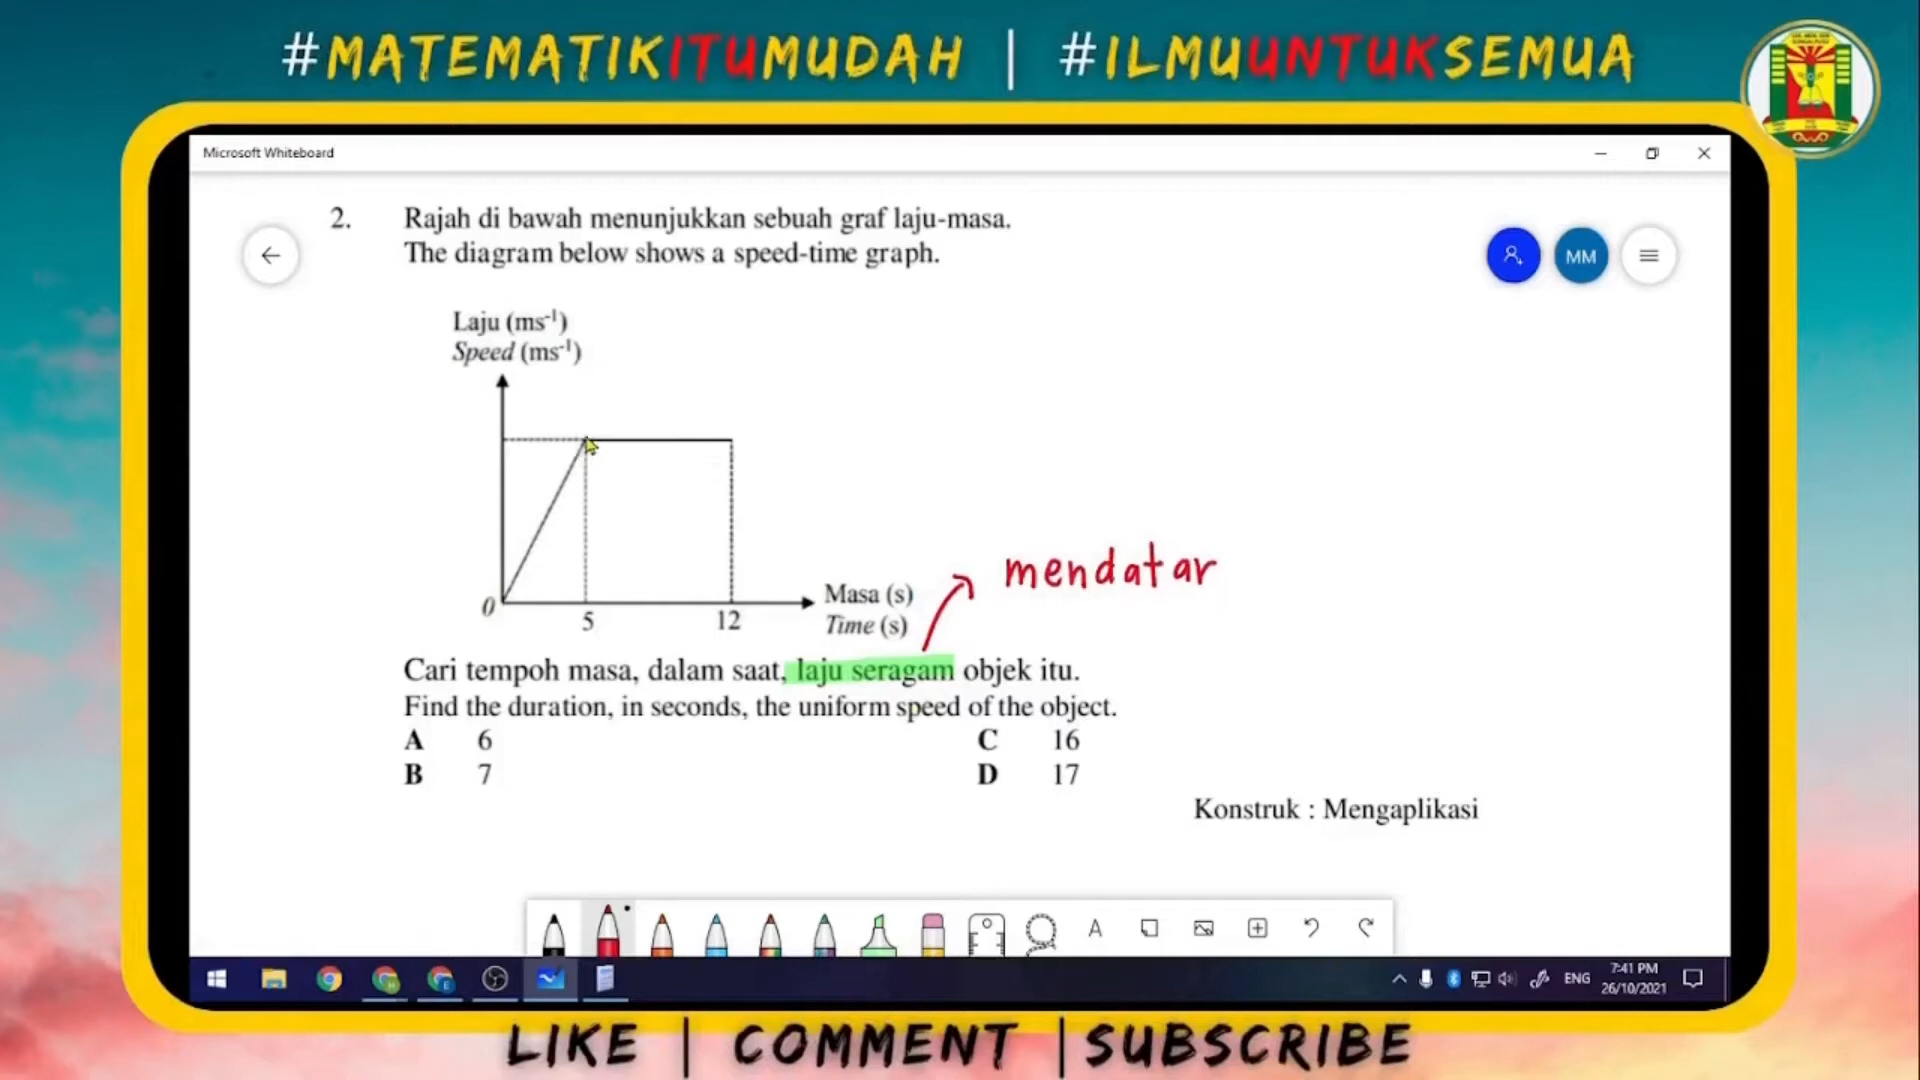 #MATEMATIKITUMUDAH | #ILMUUNTUKSEMUA
Microsoft Whiteboard
2. Rajah di bawah menunjukkan sebuah graf laju-masa.
The diagram below shows a speed-time graph.
MM
Laju (ms⁻¹)
Speed (ms⁻¹)
0
5
12
Masa (s)
Time (s)
mendatar
Cari tempoh masa, dalam saat, laju seragam objek itu.
Find the duration, in seconds, the uniform speed of the object.
A 6 C 16
B 7 D 17
Konstruk : Mengaplikasi
A
ENG
7:41 PM
26/10/2021
LIKE | COMMENT | SUBSCRIBE